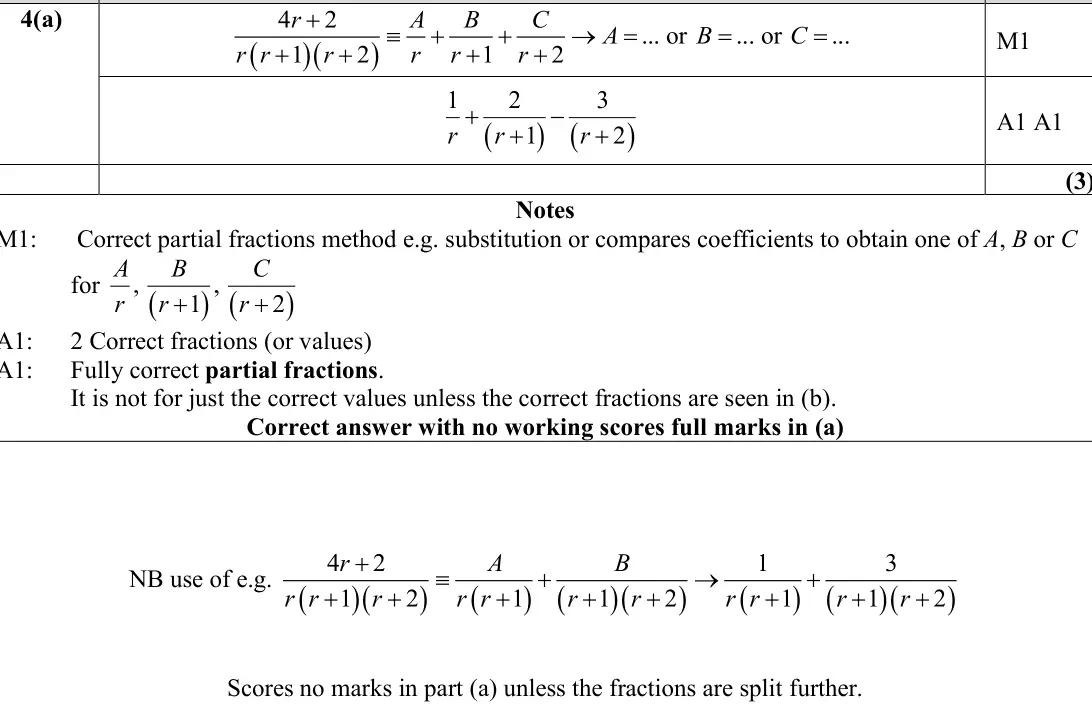 4(a) (4r + 2)/(r(r+1)(r+2)) ≡ A/r + B/(r+1) + C/(r+2) → A = ... or B = ... or C = ... M1
1/r + 2/(r+1) − 3/(r+2) A1 A1
(3)
Notes
M1: Correct partial fractions method e.g. substitution or compares coefficients to obtain one of A, B or C
for A/r, B/(r+1), C/(r+2)
A1: 2 Correct fractions (or values)
A1: Fully correct partial fractions.
It is not for just the correct values unless the correct fractions are seen in (b).
Correct answer with no working scores full marks in (a)
NB use of e.g. (4r + 2)/(r(r+1)(r+2)) ≡ A/(r(r+1)) + B/((r+1)(r+2)) → 1/(r(r+1)) + 3/((r+1)(r+2))
Scores no marks in part (a) unless the fractions are split further.